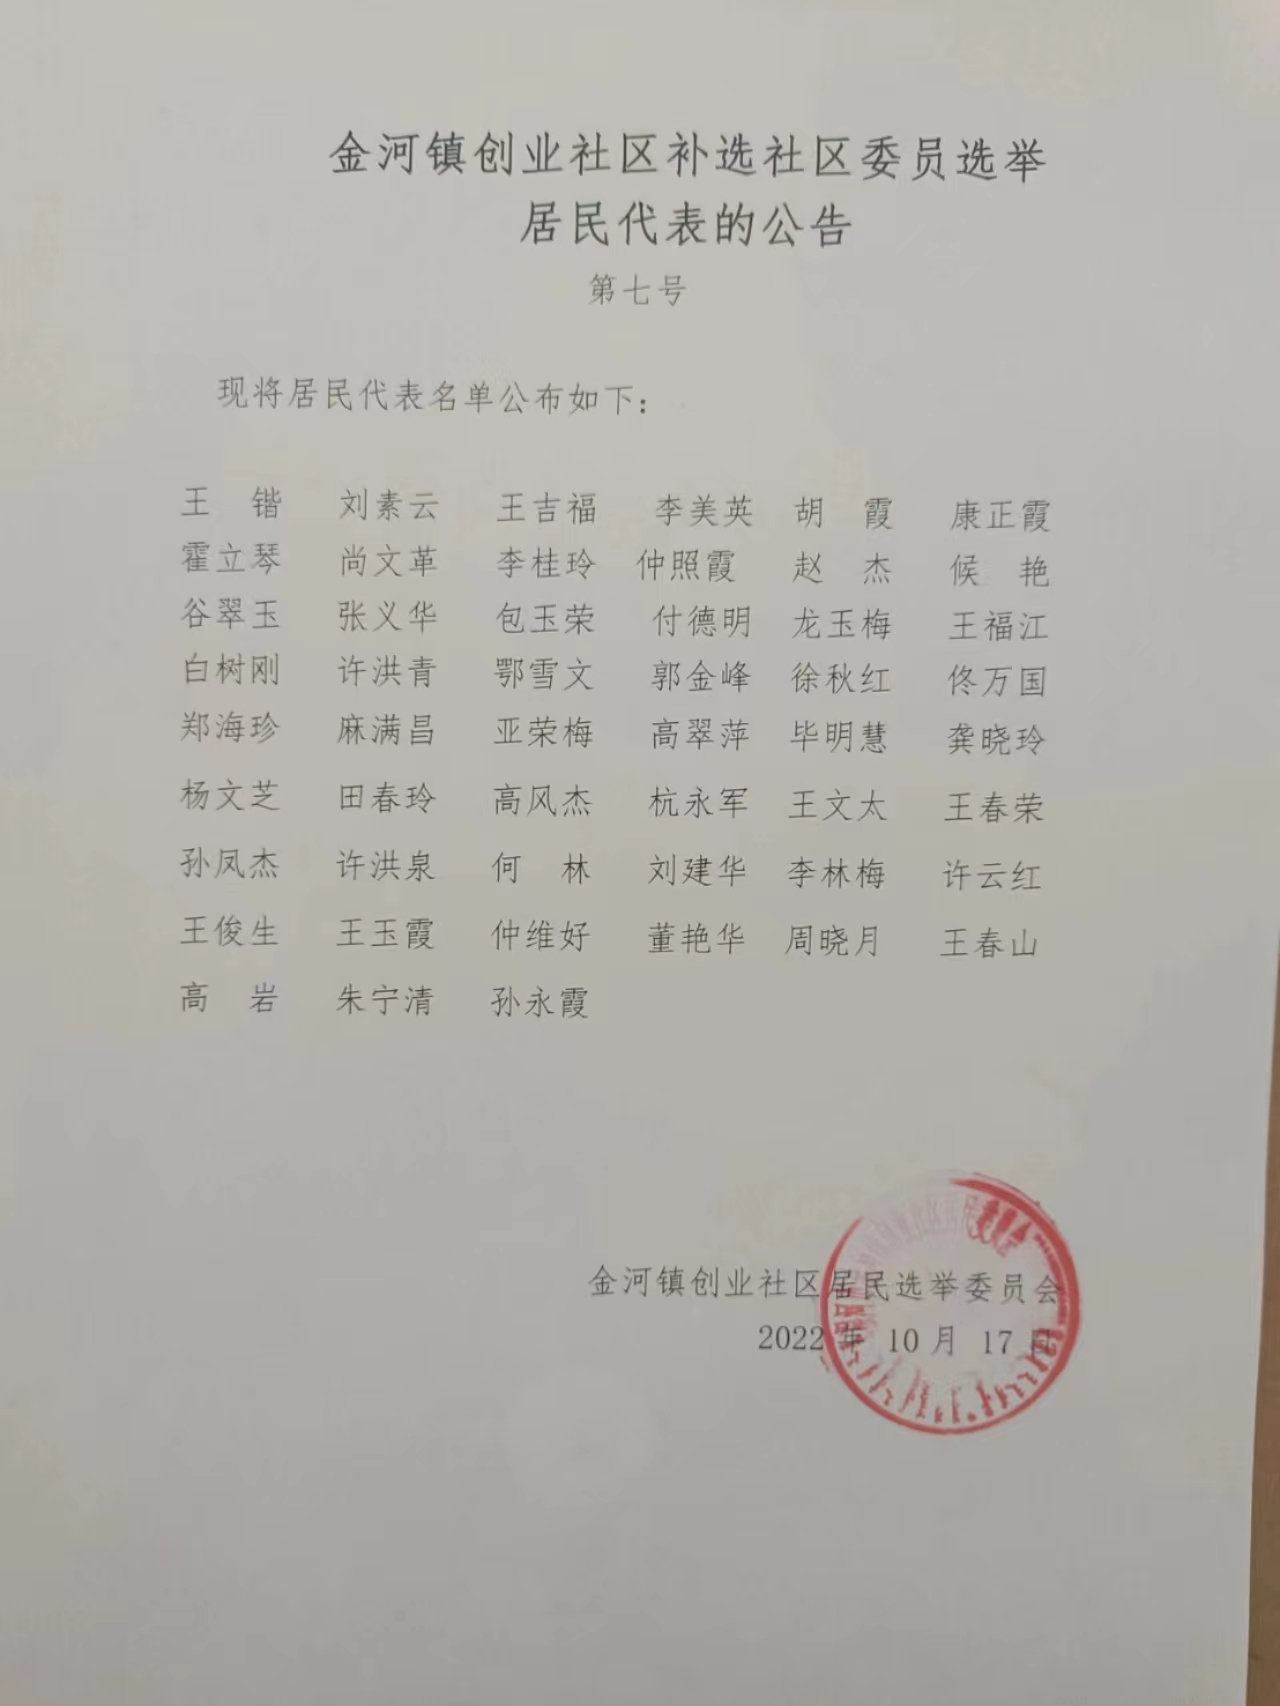 金河镇创业社区补选社区委员选举
居民代表的公告
第七号
现将居民代表名单公布如下：
王 锴 刘素云 王吉福 李美英 胡 霞 康正霞
霍立琴 尚文革 李桂玲 仲照霞 赵 杰 候 艳
谷翠玉 张义华 包玉荣 付德明 龙玉梅 王福江
白树刚 许洪青 鄂雪文 郭金峰 徐秋红 佟万国
郑海珍 麻满昌 亚荣梅 高翠萍 毕明慧 龚晓玲
杨文芝 田春玲 高风杰 杭永军 王文太 王春荣
孙凤杰 许洪泉 何 林 刘建华 李林梅 许云红
王俊生 王玉霞 仲维好 董艳华 周晓月 王春山
高 岩 朱宁清 孙永霞
金河镇创业社区居民选举委员会
2022 年 10 月 17 日